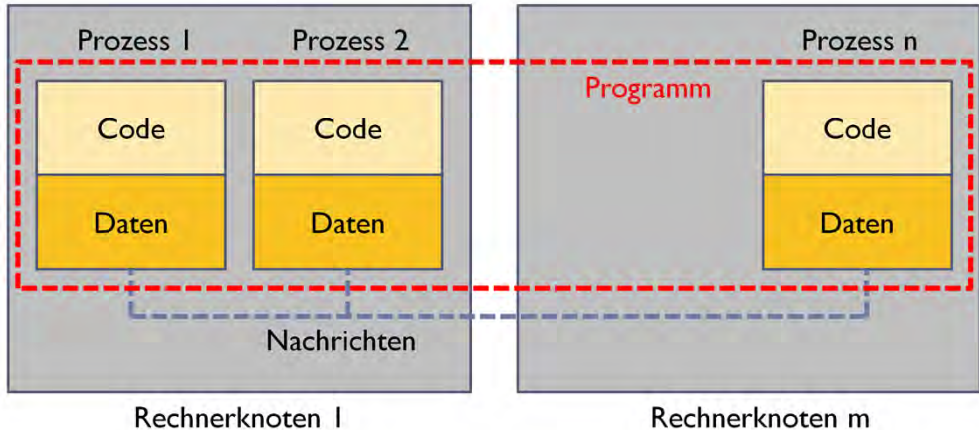 Prozess 1
Prozess 2
Prozess n
Programm
Code
Code
Code
Daten
Daten
Daten
Nachrichten
Rechnerknoten 1
Rechnerknoten m